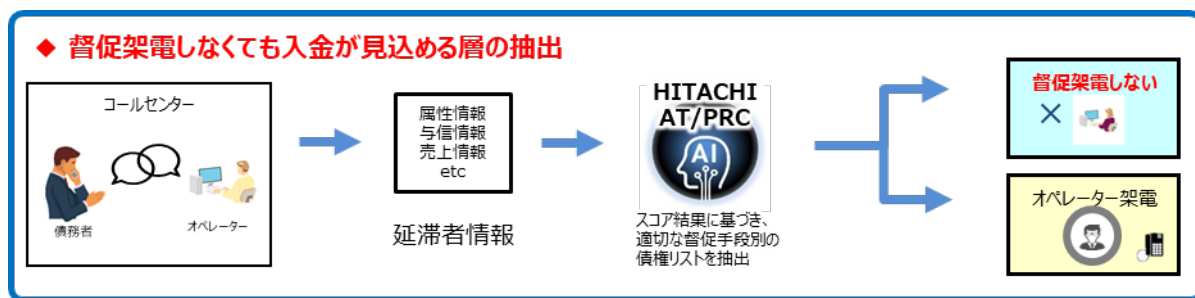 ◆ 督促架電しなくても入金が見込める層の抽出
コールセンター
債務者
オペレーター
属性情報
与信情報
売上情報
etc
延滞者情報
HITACHI
AT/PRC
AI
スコア結果に基づき、
適切な督促手段別の
債権リストを抽出
督促架電しない
×
オペレーター架電